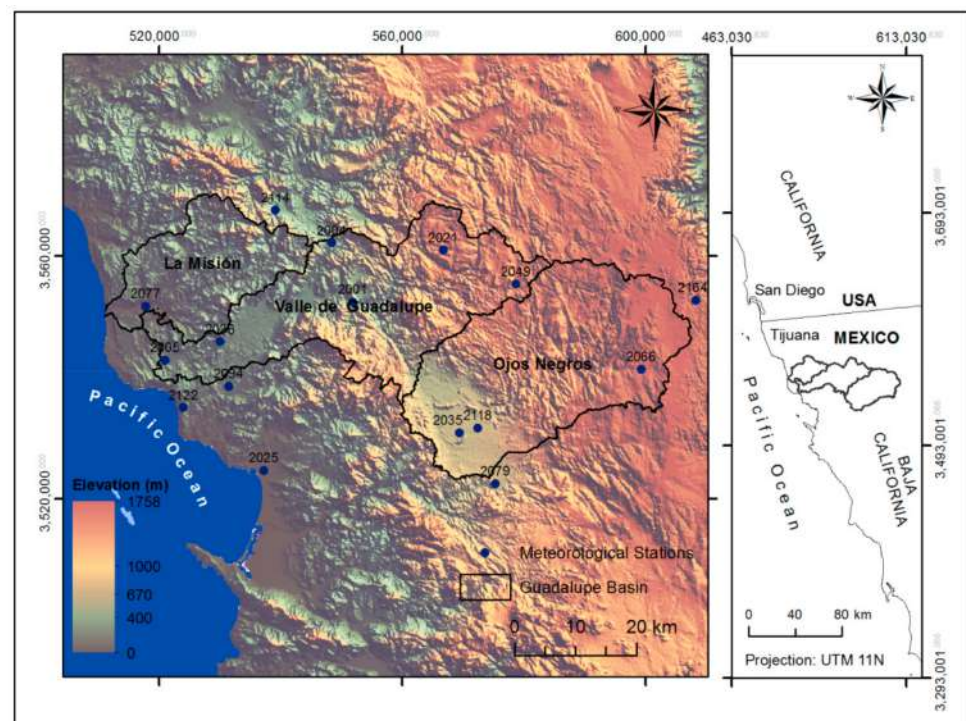 520,000,000
560,000,000
600,000,000
463,030
613,030
3,560,000
3,520,000
La Misión
2021
2077
2001
2049
2164
Valle de Guadalupe
Ojos Negros
2066
2094
2122
2035
2118
2025
2079
Pacific Ocean
Elevation (m)
1758
1000
670
400
0
Meteorological Stations
Guadalupe Basin
0 10 20 km
N
W E
S
CALIFORNIA
San Diego
USA
Tijuana
MEXICO
Pacific Ocean
BAJA
CALIFORNIA
0 40 80 km
Projection: UTM 11N
3,693,001
3,493,001
3,293,001